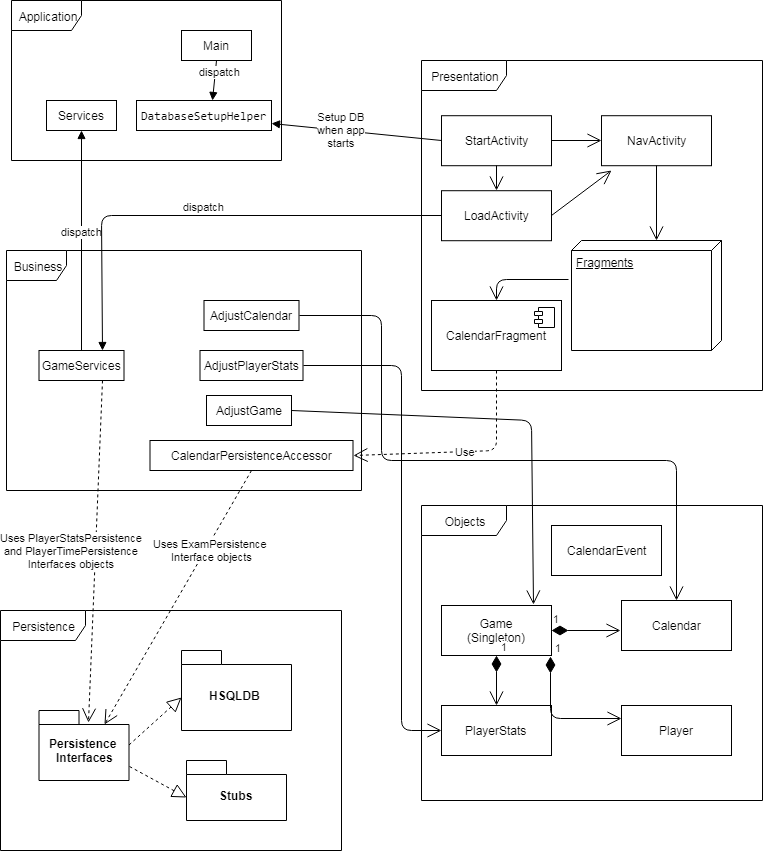 Application
Main
dispatch
Services
DatabaseSetupHelper
Setup DB
when app
starts
Presentation
StartActivity
NavActivity
LoadActivity
dispatch
dispatch
Fragments
CalendarFragment
Business
AdjustCalendar
AdjustPlayerStats
GameServices
AdjustGame
CalendarPersistenceAccessor
Use
Uses PlayerStatsPersistence
and PlayerTimePersistence
Interfaces objects
Uses ExamPersistence
Interface objects
Objects
CalendarEvent
Game
(Singleton)
1
1
1
Calendar
PlayerStats
Player
Persistence
HSQLDB
Persistence
Interfaces
Stubs